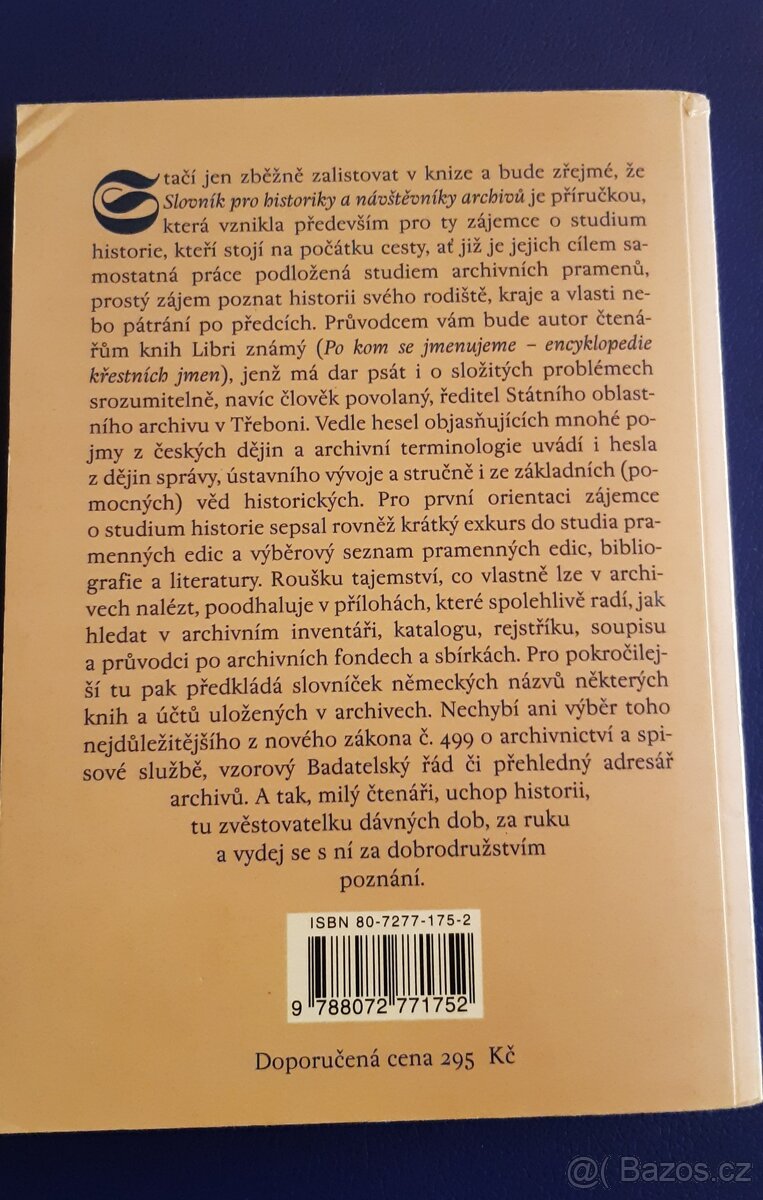 Stačí jen zběžně zalistovat v knize a bude zřejmé, že
Slovník pro historiky a návštěvníky archivů je příručkou,
která vznikla především pro ty zájemce o studium
historie, kteří stojí na počátku cesty, ať již je jejich cílem sa-
mostatná práce podložená studiem archivních pramenů,
prostý zájem poznat historii svého rodiště, kraje a vlasti ne-
bo pátrání po předcích. Průvodcem vám bude autor čtená-
řům knih Libri známý (Po kom se jmenujeme – encyklopedie
křestních jmen), jenž má dar psát i o složitých problémech
srozumitelně, navíc člověk povolaný, ředitel Státního oblast-
ního archivu v Třeboni. Vedle hesel objasňujících mnohé po-
jmy z českých dějin a archivní terminologie uvádí i hesla
z dějin správy, ústavního vývoje a stručně i ze základních (po-
mocných) věd historických. Pro první orientaci zájemce
o studium historie sepsal rovněž krátký exkurs do studia pra-
menných edic a výběrový seznam pramenných edic, biblio-
grafie a literatury. Roušku tajemství, co vlastně lze v archi-
vech nalézt, poodhaluje v přílohách, které spolehlivě radí, jak
hledat v archivním inventáři, katalogu, rejstříku, soupisu
a průvodci po archivních fondech a sbírkách. Pro pokročilej-
ší tu pak předkládá slovníček německých názvů některých
knih a účtů uložených v archivech. Nechybí ani výběr toho
nejdůležitějšího z nového zákona č. 499 o archivnictví a spi-
sové službě, vzorový Badatelský řád či přehledný adresář
archivů. A tak, milý čtenáři, uchop historii,
tu zvěstovatelku dávných dob, za ruku
a vydej se s ní za dobrodružstvím
poznání.
ISBN 80-7277-175-2
9 788072 771752
Doporučená cena 295 Kč
@( Bazos.cz